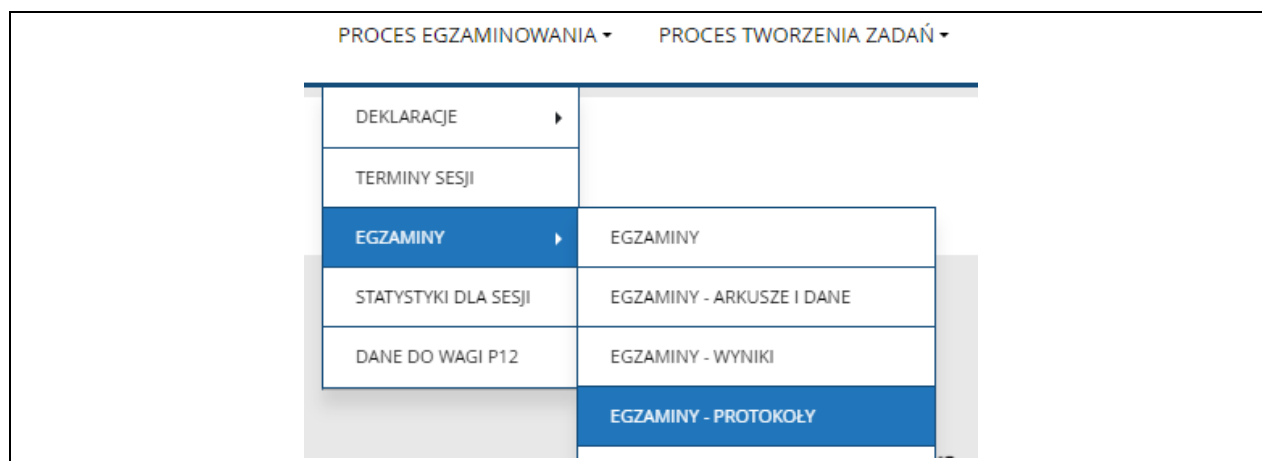 PROCES EGZAMINOWANIA PROCES TWORZENIA ZADAŃ
DEKLARACJE
TERMINY SESJI
EGZAMINY
STATYSTYKI DLA SESJI
DANE DO WAGI P12
EGZAMINY
EGZAMINY - ARKUSZE I DANE
EGZAMINY - WYNIKI
EGZAMINY - PROTOKOŁY